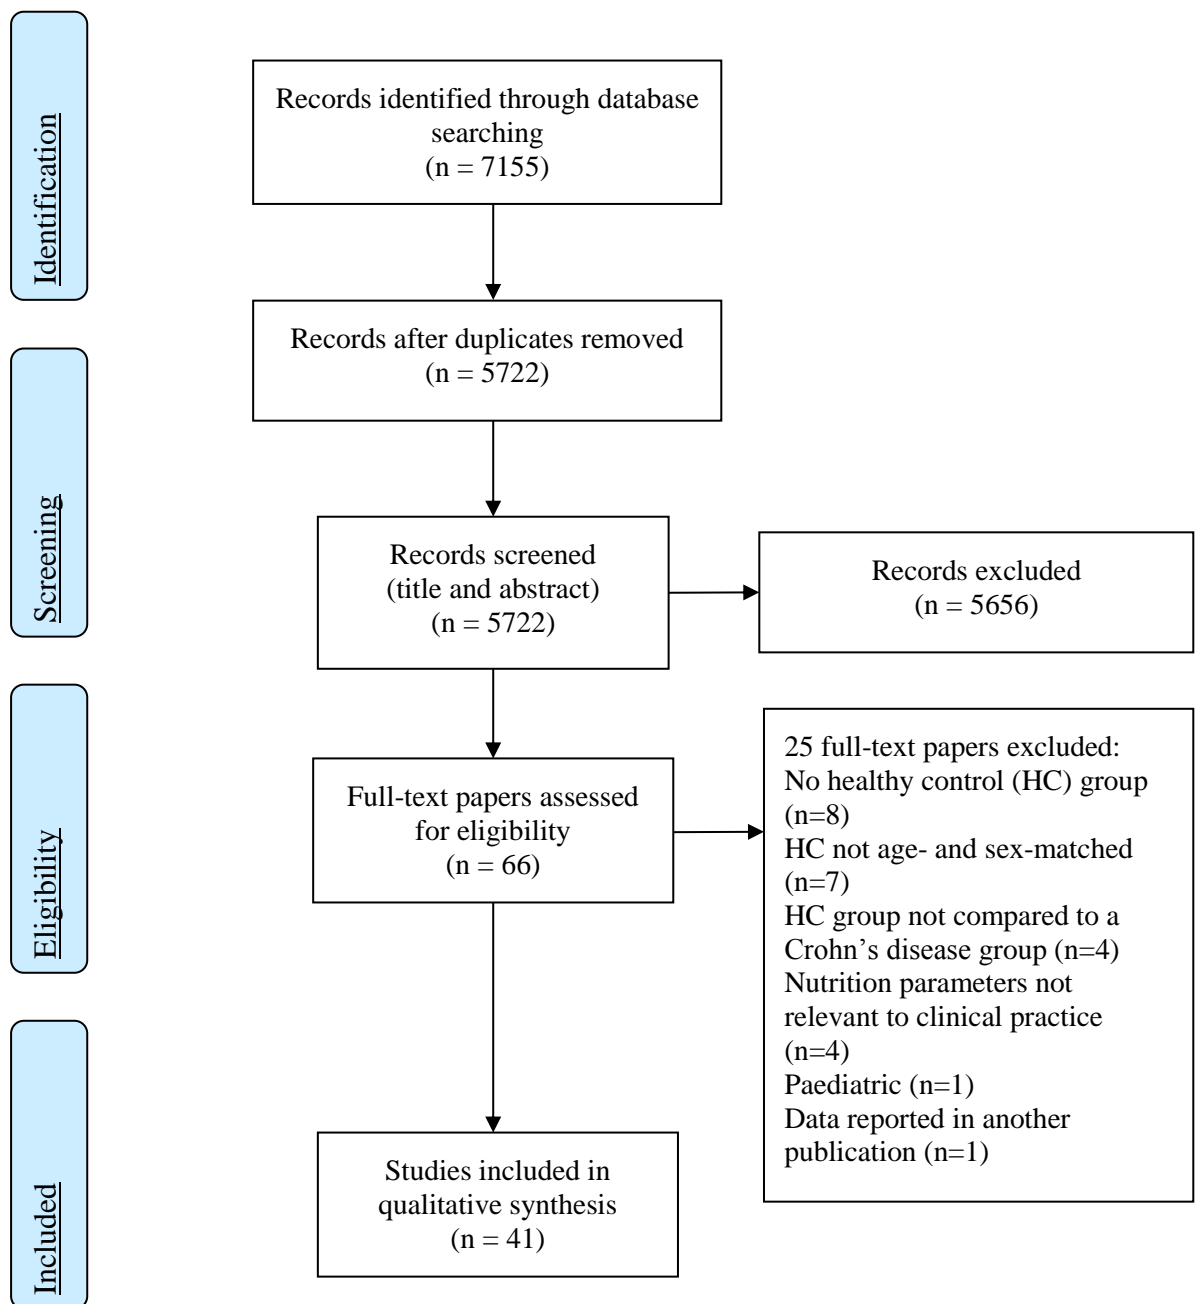 Identification
Records identified through database
searching
(n = 7155)
Records after duplicates removed
(n = 5722)
Screening
Records screened
(title and abstract)
(n = 5722)
Records excluded
(n = 5656)
Eligibility
Full-text papers assessed
for eligibility
(n = 66)
25 full-text papers excluded:
No healthy control (HC) group
(n=8)
HC not age- and sex-matched
(n=7)
HC group not compared to a
Crohn’s disease group (n=4)
Nutrition parameters not
relevant to clinical practice
(n=4)
Paediatric (n=1)
Data reported in another
publication (n=1)
Included
Studies included in
qualitative synthesis
(n = 41)